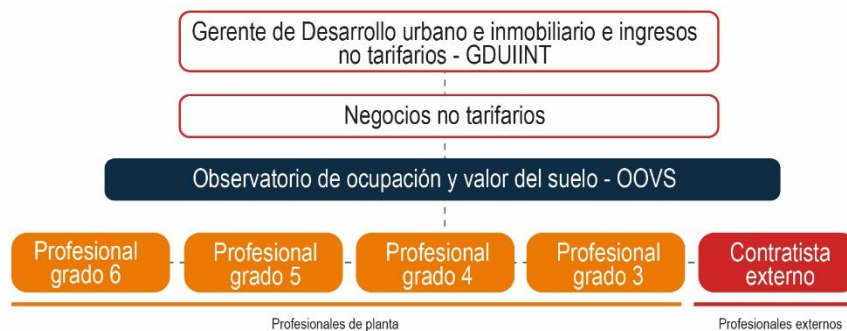 Gerente de Desarrollo urbano e inmobiliario e ingresos
no tarifarios - GDUIINT
Negocios no tarifarios
Observatorio de ocupación y valor del suelo - OOVS
Profesional
grado 6
Profesional
grado 5
Profesional
grado 4
Profesional
grado 3
Contratista
externo
Profesionales de planta
Profesionales externos